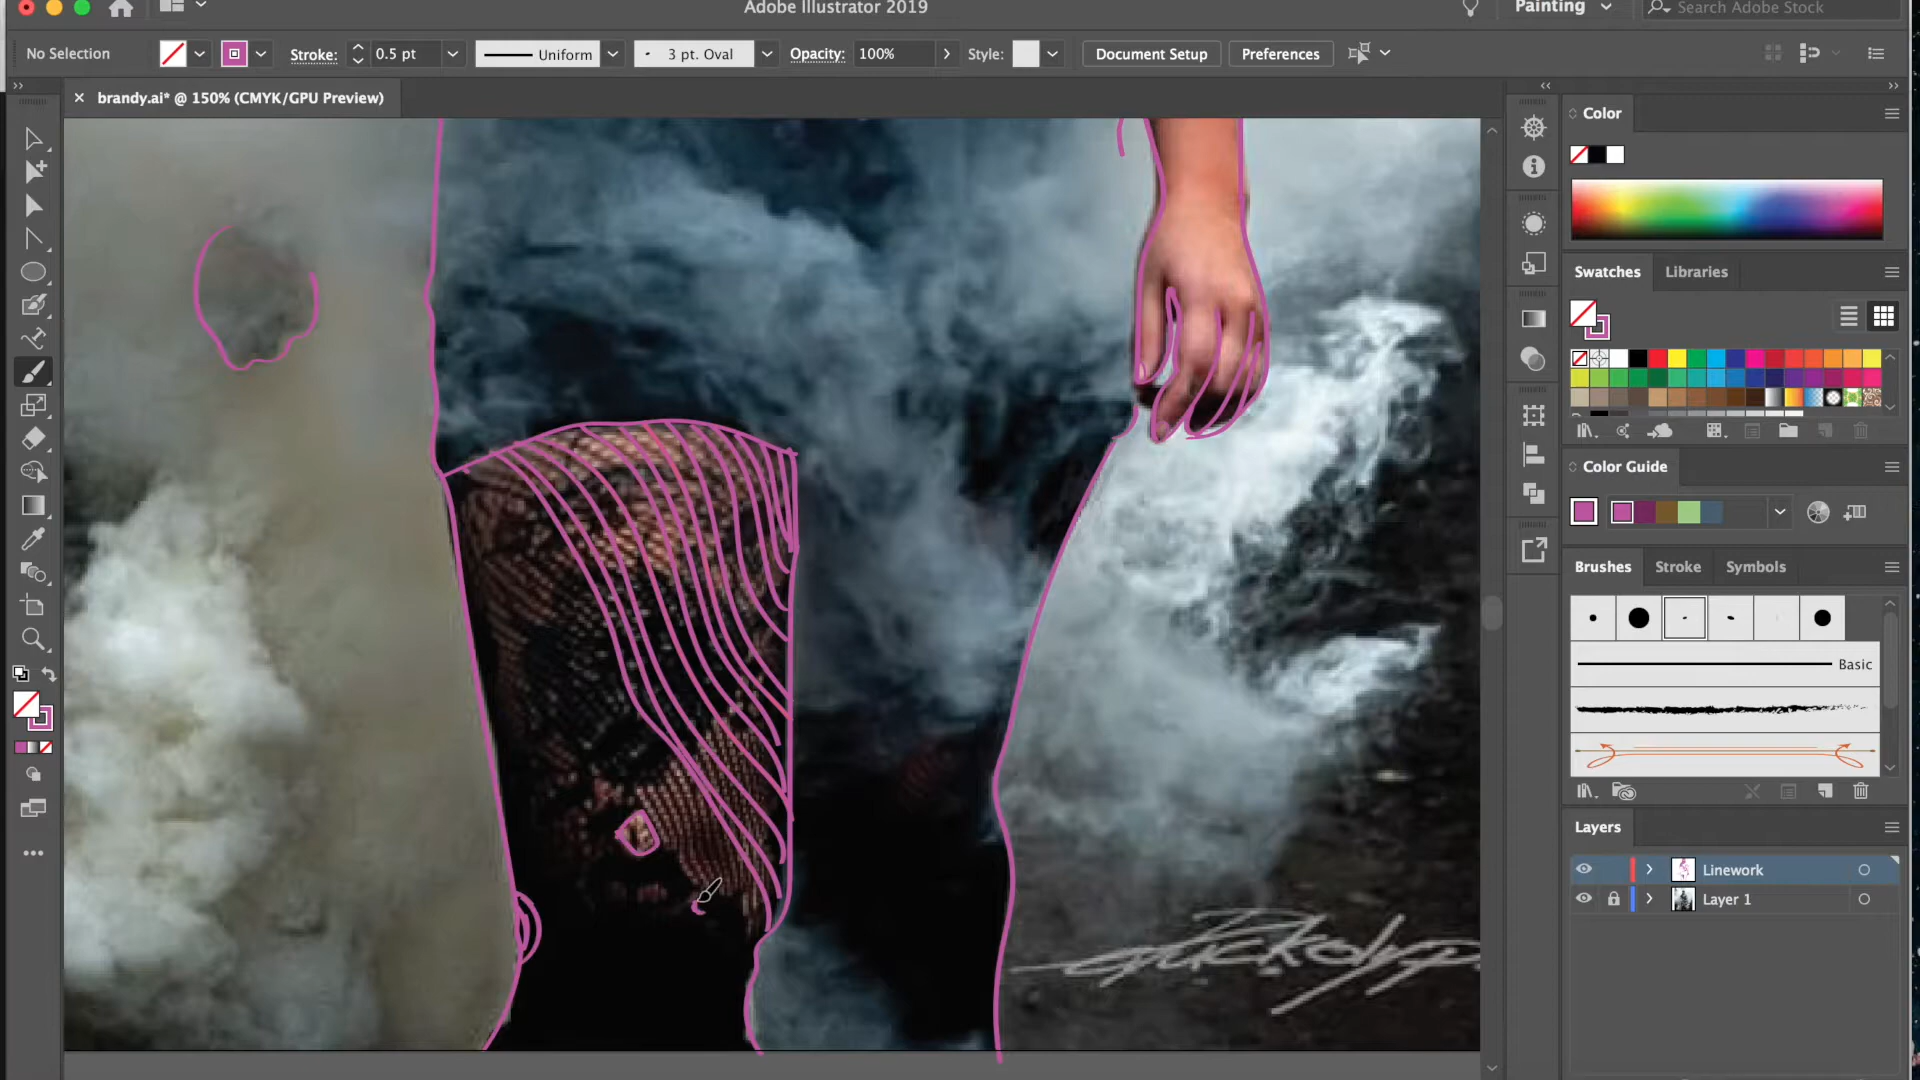 Adobe Illustrator 2019
Painting
Search Adobe Stock
No Selection
Stroke:
0.5 pt
Uniform
3 pt. Oval
Opacity:
100%
Style:
Document Setup
Preferences
brandy.ai* @ 150% (CMYK/GPU Preview)
Color
Swatches
Libraries
Color Guide
Brushes
Stroke
Symbols
Basic
Layers
Linework
Layer 1